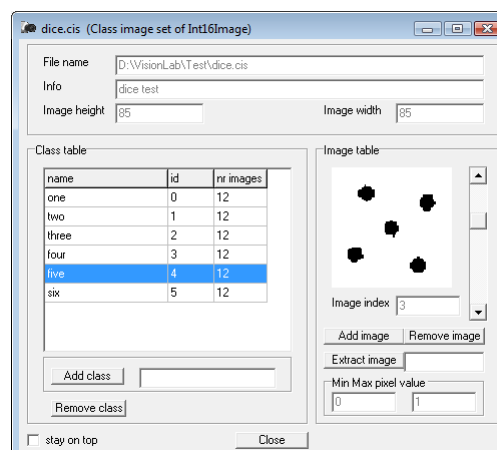 dice.cis (Class image set of Int16Image)
File name D:\VisionLab\Test\dice.cis
Info dice test
Image height 85 Image width 85
Class table
name id nr images
one 0 12
two 1 12
three 2 12
four 3 12
five 4 12
six 5 12
Add class
Remove class
Image table
Image index 3
Add image Remove image
Extract image
Min Max pixel value
0 1
stay on top Close